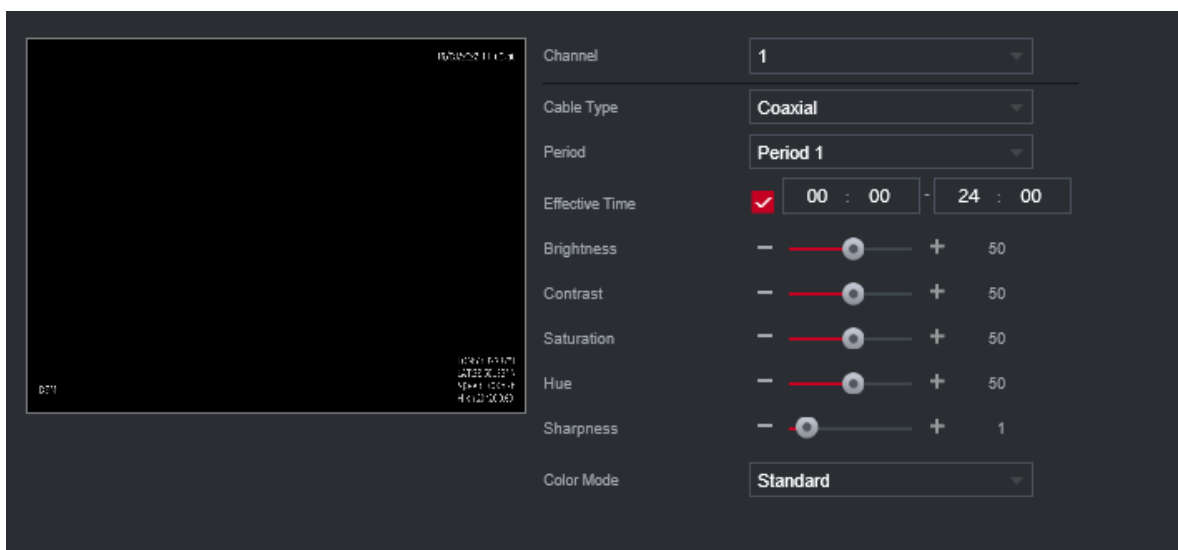 Channel 1
Cable Type Coaxial
Period Period 1
Effective Time 00 : 00 - 24 : 00
Brightness − + 50
Contrast − + 50
Saturation − + 50
Hue − + 50
Sharpness − + 1
Color Mode Standard